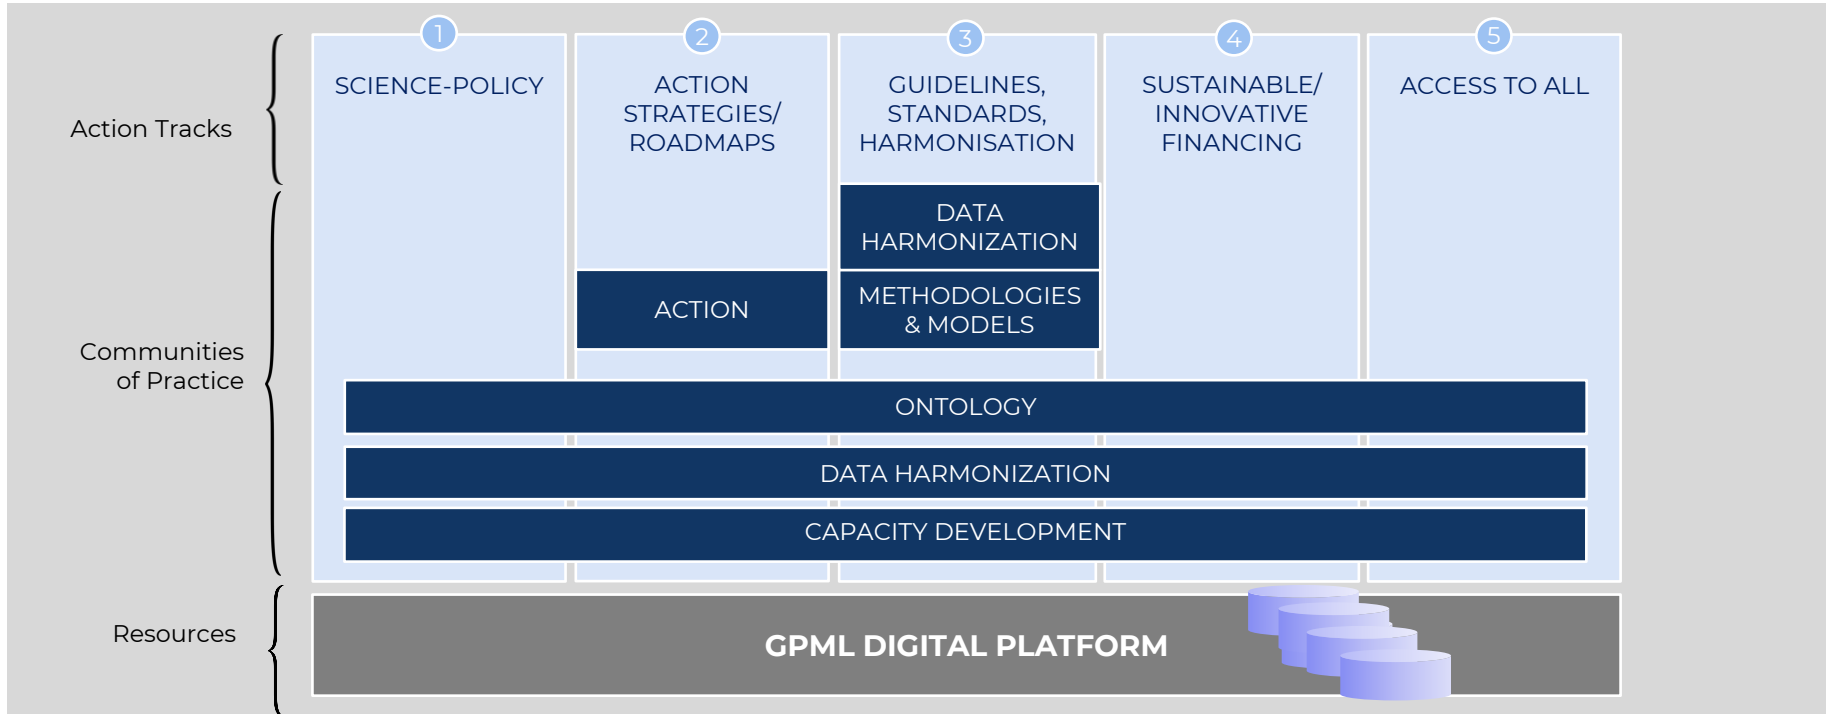 1
2
3
4
5
Action Tracks
SCIENCE-POLICY
ACTION
STRATEGIES/
ROADMAPS
GUIDELINES,
STANDARDS,
HARMONISATION
SUSTAINABLE/
INNOVATIVE
FINANCING
ACCESS TO ALL
Communities
of Practice
DATA
HARMONIZATION
ACTION
METHODOLOGIES
& MODELS
ONTOLOGY
DATA HARMONIZATION
CAPACITY DEVELOPMENT
Resources
GPML DIGITAL PLATFORM